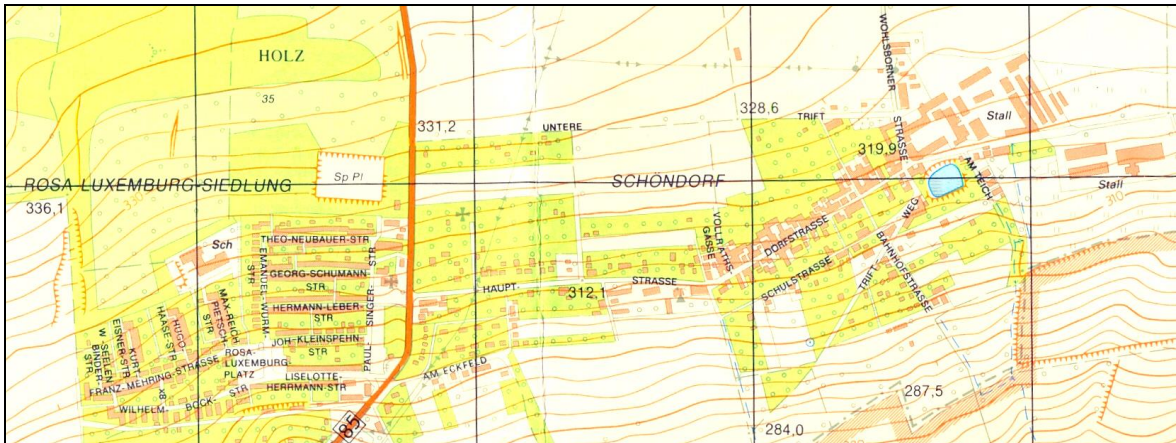 HOLZ
35
WOHLSBORNER
STRASSE
331,2
UNTERE
328,6
TRIFT
Stall
319,9
AM TEICH
Sp Pl
ROSA-LUXEMBURG-SIEDLUNG
SCHÖNDORF
Stall
336,1
330
310
WEG
TRIFT-
VOLLRATHS-
GASSE
DORFSTRASSE
BAHNHOFSTRASSE
SCHULSTRASSE
Sch
THEO-NEUBAUER-STR
EMANUEL-WURM-
STR
GEORG-SCHUMANN-
STR
HERMANN-LEBER-
STR
JOH-KLEINSPEHN-
STR
LISELOTTE-
HERRMANN-STR
PAUL-
SINGER-
STR
HAUPT-
STRASSE
312,1
MAX-REICH
PIETSCH-
STR
HUGO-
HAASE-STR
KURT-
EISNER-STR
W-SEELEN
BINDER-
STR
ROSA-
LUXEMBURG-
PLATZ
FRANZ-MEHRING-STRASSE
WILHELM-
BOCK-
STR
AM ECKFELD
85
287,5
284,0